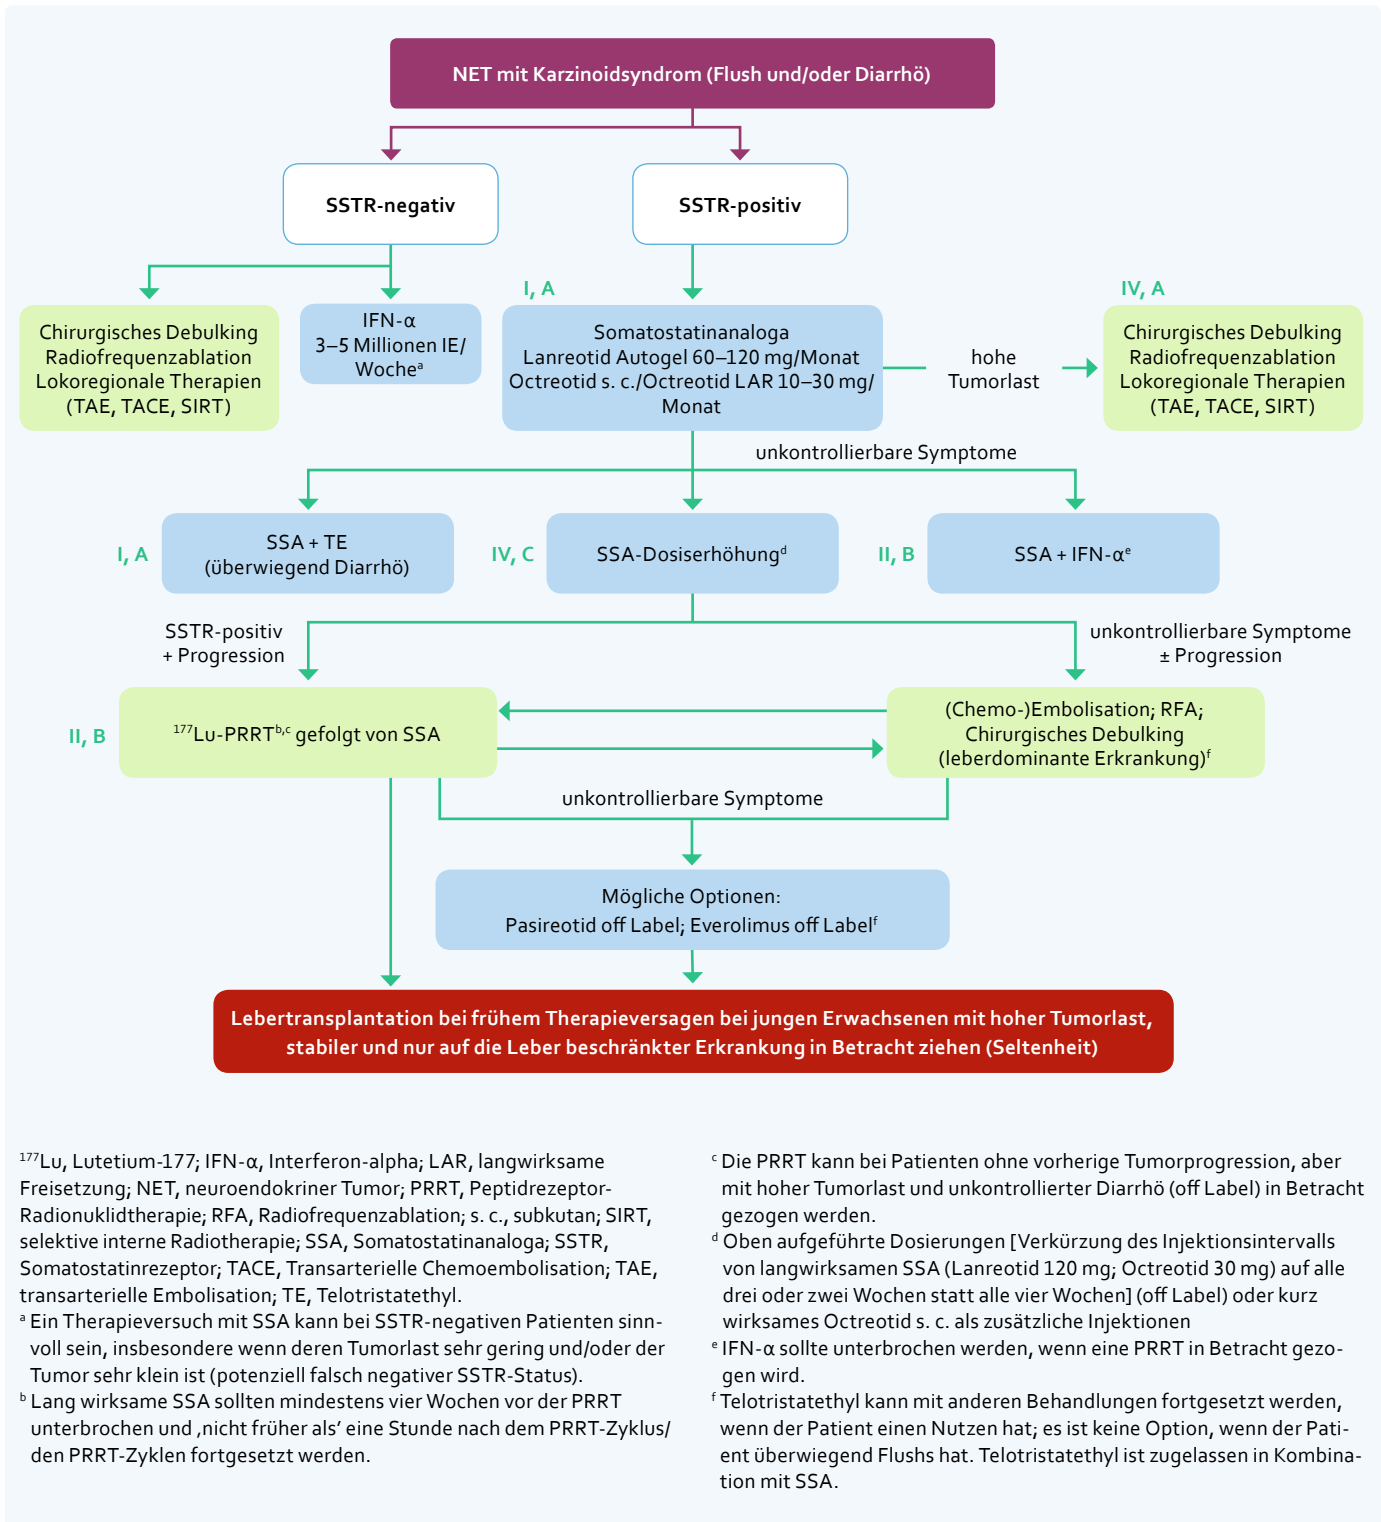 NET mit Karzinoidsyndrom (Flush und/oder Diarrhö)
SSTR-negativ
SSTR-positiv
Chirurgisches Debulking
Radiofrequenzablation
Lokoregionale Therapien
(TAE, TACE, SIRT)
IFN-α
3–5 Millionen IE/
Wocheᵃ
I, A
Somatostatinanaloga
Lanreotid Autogel 60–120 mg/Monat
Octreotid s. c./Octreotid LAR 10–30 mg/
Monat
hohe
Tumorlast
IV, A
Chirurgisches Debulking
Radiofrequenzablation
Lokoregionale Therapien
(TAE, TACE, SIRT)
unkontrollierbare Symptome
I, A
SSA + TE
(überwiegend Diarrhö)
IV, C
SSA-Dosiserhöhungᵈ
II, B
SSA + IFN-αᵉ
SSTR-positiv
+ Progression
unkontrollierbare Symptome
± Progression
II, B
¹⁷⁷Lu-PRRTᵇ,ᶜ gefolgt von SSA
(Chemo-)Embolisation; RFA;
Chirurgisches Debulking
(leberdominante Erkrankung)ᶠ
unkontrollierbare Symptome
Mögliche Optionen:
Pasireotid off Label; Everolimus off Labelᶠ
Lebertransplantation bei frühem Therapieversagen bei jungen Erwachsenen mit hoher Tumorlast,
stabiler und nur auf die Leber beschränkter Erkrankung in Betracht ziehen (Seltenheit)
¹⁷⁷Lu, Lutetium-177; IFN-α, Interferon-alpha; LAR, langwirksame
Freisetzung; NET, neuroendokriner Tumor; PRRT, Peptidrezeptor-
Radionuklidtherapie; RFA, Radiofrequenzablation; s. c., subkutan; SIRT,
selektive interne Radiotherapie; SSA, Somatostatinanaloga; SSTR,
Somatostatinrezeptor; TACE, Transarterielle Chemoembolisation; TAE,
transarterielle Embolisation; TE, Telotristatethyl.
ᵃ Ein Therapieversuch mit SSA kann bei SSTR-negativen Patienten sinn-
voll sein, insbesondere wenn deren Tumorlast sehr gering und/oder der
Tumor sehr klein ist (potenziell falsch negativer SSTR-Status).
ᵇ Lang wirksame SSA sollten mindestens vier Wochen vor der PRRT
unterbrochen und ‚nicht früher als’ eine Stunde nach dem PRRT-Zyklus/
den PRRT-Zyklen fortgesetzt werden.
ᶜ Die PRRT kann bei Patienten ohne vorherige Tumorprogression, aber
mit hoher Tumorlast und unkontrollierter Diarrhö (off Label) in Betracht
gezogen werden.
ᵈ Oben aufgeführte Dosierungen [Verkürzung des Injektionsintervalls
von langwirksamen SSA (Lanreotid 120 mg; Octreotid 30 mg) auf alle
drei oder zwei Wochen statt alle vier Wochen] (off Label) oder kurz
wirksames Octreotid s. c. als zusätzliche Injektionen
ᵉ IFN-α sollte unterbrochen werden, wenn eine PRRT in Betracht gezo-
gen wird.
ᶠ Telotristatethyl kann mit anderen Behandlungen fortgesetzt werden,
wenn der Patient einen Nutzen hat; es ist keine Option, wenn der Pati-
ent überwiegend Flushs hat. Telotristatethyl ist zugelassen in Kombina-
tion mit SSA.